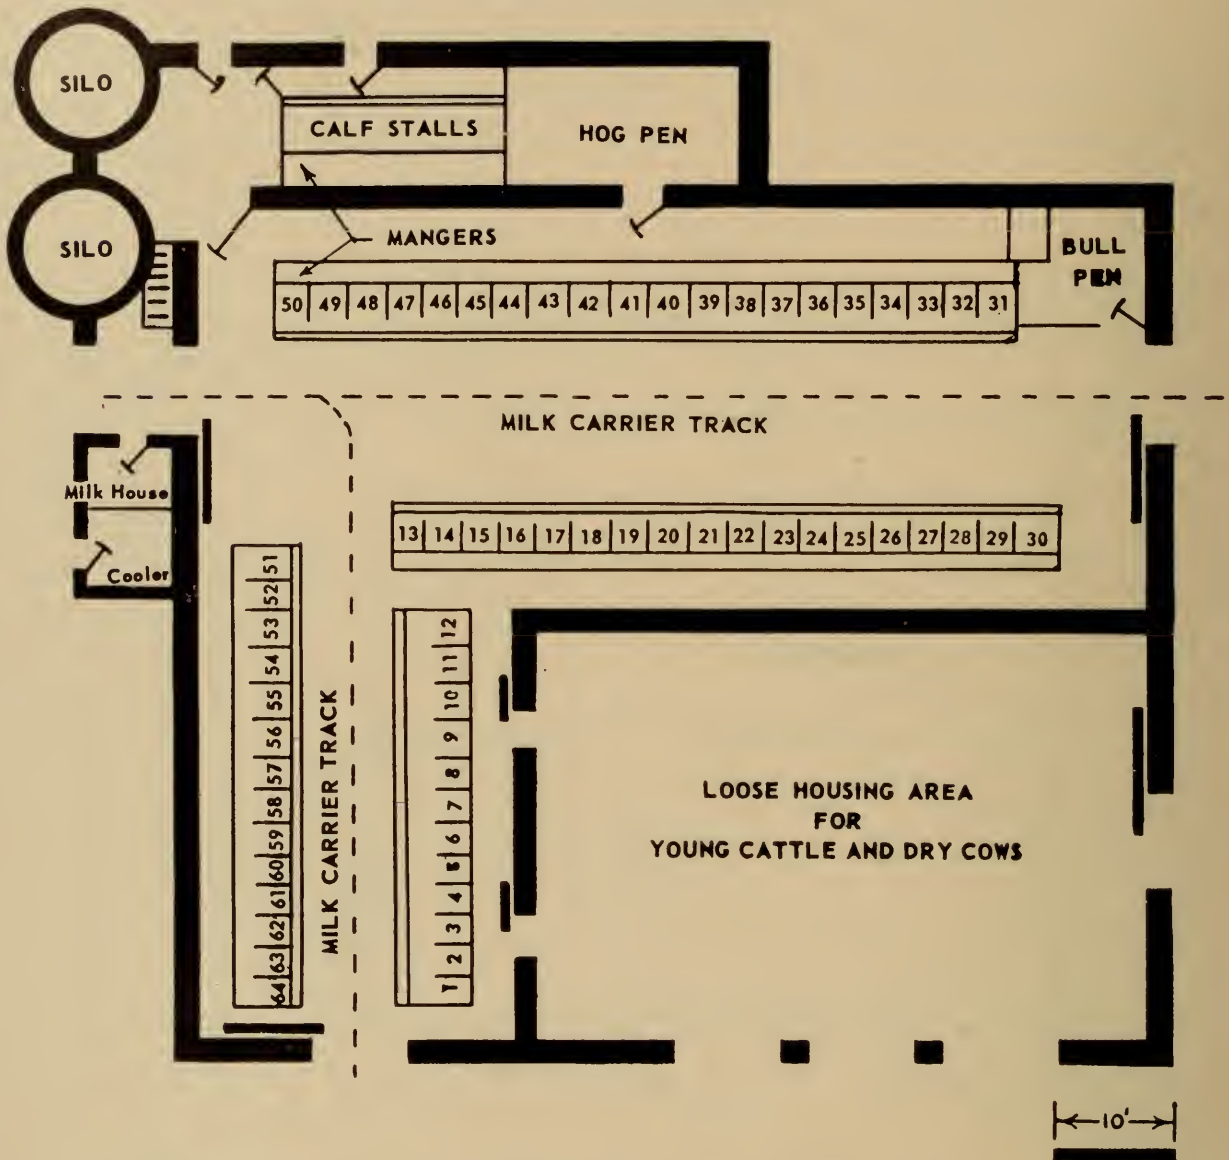 SILO
CALF STALLS
HOG PEN
SILO
MANGERS
BULL
PEN
50 49 48 47 46 45 44 43 42 41 40 39 38 37 36 35 34 33 32 31
MILK CARRIER TRACK
Milk House
Cooler
13 14 15 16 17 18 19 20 21 22 23 24 25 26 27 28 29 30
51
52
53
54
55
56
57
58
59
60
61
62
63
64
MILK CARRIER TRACK
12
11
10
9
8
7
6
5
4
3
2
1
LOOSE HOUSING AREA
FOR
YOUNG CATTLE AND DRY COWS
10'